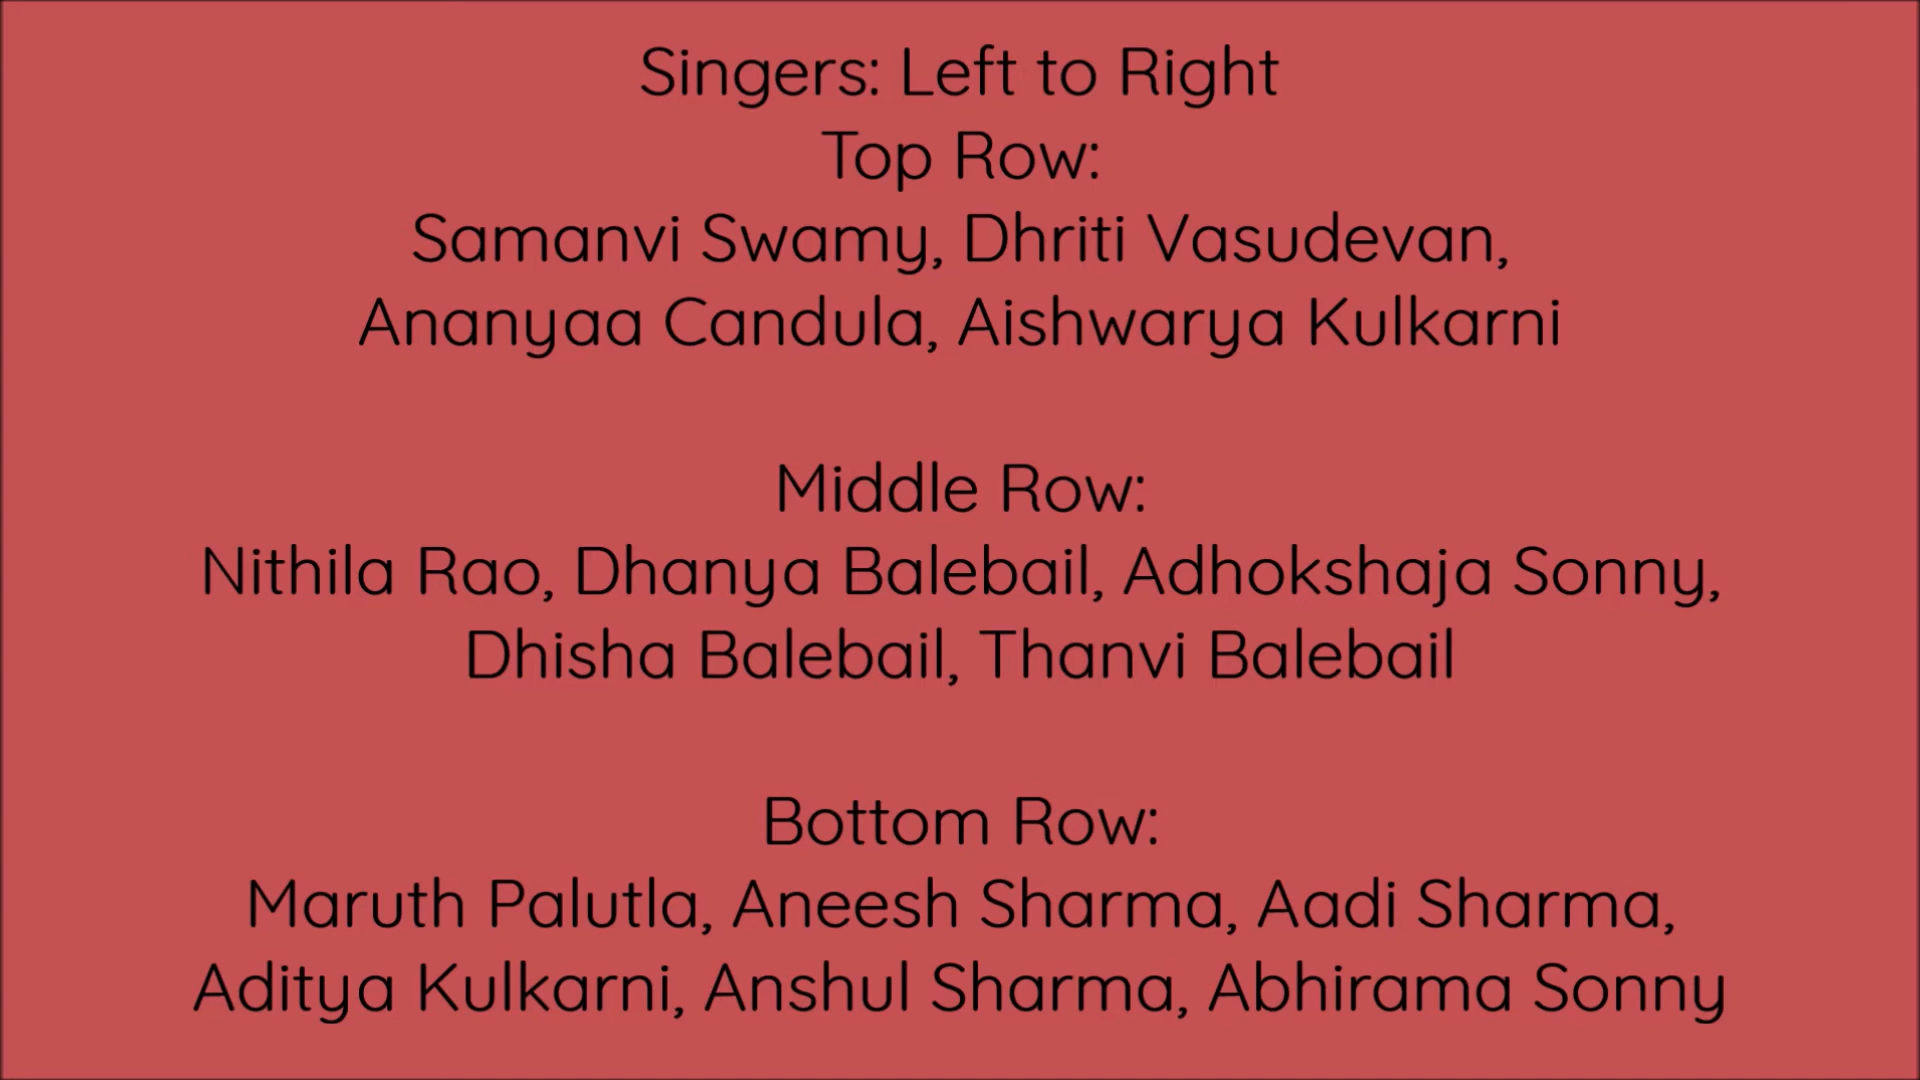 Singers: Left to Right
Top Row:
Samanvi Swamy, Dhriti Vasudevan,
Ananyaa Candula, Aishwarya Kulkarni
Middle Row:
Nithila Rao, Dhanya Balebail, Adhokshaja Sonny,
Dhisha Balebail, Thanvi Balebail
Bottom Row:
Maruth Palutla, Aneesh Sharma, Aadi Sharma,
Aditya Kulkarni, Anshul Sharma, Abhirama Sonny